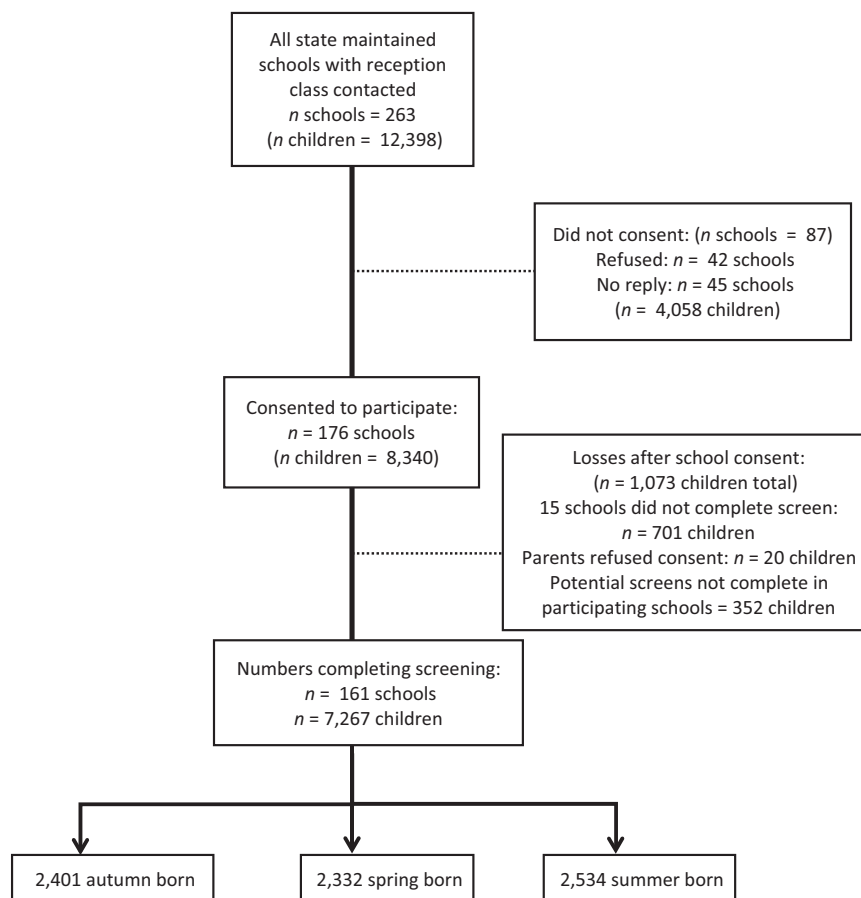 All state maintained
schools with reception
class contacted
n schools = 263
(n children = 12,398)
Did not consent: (n schools = 87)
Refused: n = 42 schools
No reply: n = 45 schools
(n = 4,058 children)
Consented to participate:
n = 176 schools
(n children = 8,340)
Losses after school consent:
(n = 1,073 children total)
15 schools did not complete screen:
n = 701 children
Parents refused consent: n = 20 children
Potential screens not complete in
participating schools = 352 children
Numbers completing screening:
n = 161 schools
n = 7,267 children
2,401 autumn born
2,332 spring born
2,534 summer born